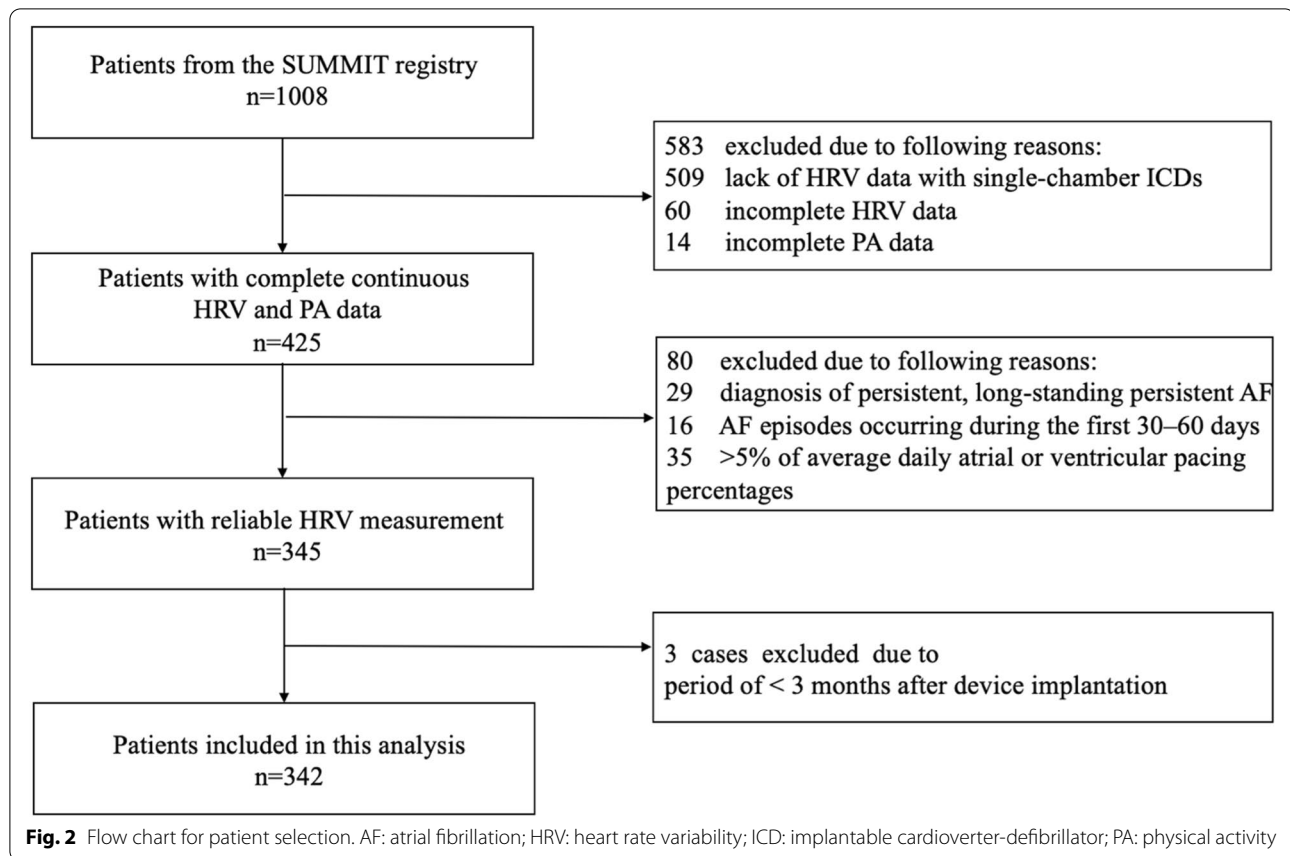 Patients from the SUMMIT registry
n=1008
583 excluded due to following reasons:
509 lack of HRV data with single-chamber ICDs
60 incomplete HRV data
14 incomplete PA data
Patients with complete continuous
HRV and PA data
n=425
80 excluded due to following reasons:
29 diagnosis of persistent, long-standing persistent AF
16 AF episodes occurring during the first 30–60 days
35 >5% of average daily atrial or ventricular pacing
percentages
Patients with reliable HRV measurement
n=345
3 cases excluded due to
period of < 3 months after device implantation
Patients included in this analysis
n=342
Fig. 2 Flow chart for patient selection. AF: atrial fibrillation; HRV: heart rate variability; ICD: implantable cardioverter-defibrillator; PA: physical activity